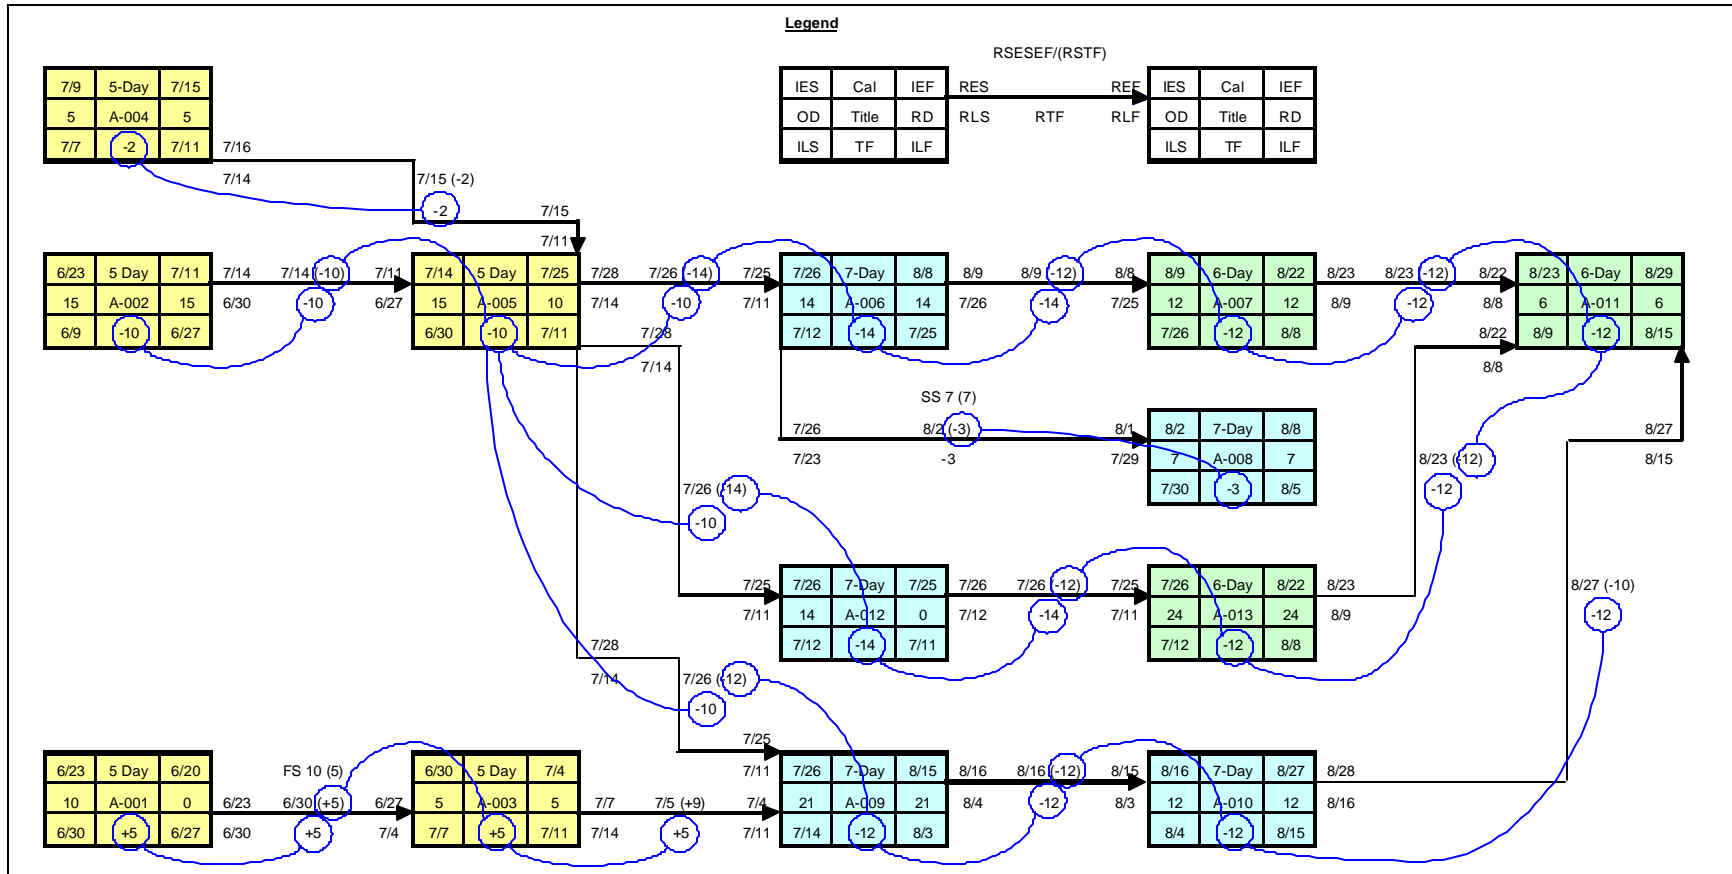 Legend
RSESEF/(RSTF)
7/9 5-Day 7/15
5 A-004 5
7/7 -2 7/11
7/16
7/14
7/15 (-2)
-2
7/15
7/11
IES Cal IEF
OD Title RD
ILS TF ILF
RES REF
RLS RTF RLF
IES Cal IEF
OD Title RD
ILS TF ILF
6/23 5 Day 7/11
15 A-002 15
6/9 -10 6/27
7/14 7/14 (-10) 7/11
6/30 -10 6/27
7/14 5 Day 7/25
15 A-005 10
6/30 -10 7/11
7/28 7/26 (-14) 7/25
7/14 -10 7/11
7/26 7-Day 8/8
14 A-006 14
7/12 -14 7/25
8/9 8/9 (-12) 8/8
7/26 -14 7/25
8/9 6-Day 8/22
12 A-007 12
7/26 -12 8/8
8/23 8/23 (-12) 8/22
8/9 -12 8/8
8/23 6-Day 8/29
6 A-011 6
8/9 -12 8/15
7/28
7/14
8/22
8/8
SS 7 (7)
7/26 8/2 (-3) 8/1
7/23 -3 7/29
8/2 7-Day 8/8
7 A-008 7
7/30 -3 8/5
8/27
8/15
8/23 (-12)
-12
7/26 (-14)
-10
7/25
7/11
7/26 7-Day 7/25
14 A-012 0
7/12 -14 7/11
7/26 7/26 (-12) 7/25
7/12 -14 7/11
7/26 6-Day 8/22
24 A-013 24
7/12 -12 8/8
8/23
8/9
8/27 (-10)
-12
7/28
7/14
7/26 (-12)
-10
7/25
7/11
6/23 5 Day 6/20
10 A-001 0
6/30 +5 6/27
FS 10 (5)
6/23 6/30 (+5) 6/27
6/30 +5 7/4
6/30 5 Day 7/4
5 A-003 5
7/7 +5 7/11
7/7 7/5 (+9) 7/4
7/14 +5 7/11
7/26 7-Day 8/15
21 A-009 21
7/14 -12 8/3
8/16 8/16 (-12) 8/15
8/4 -12 8/3
8/16 7-Day 8/27
12 A-010 12
8/4 -12 8/15
8/28
8/16